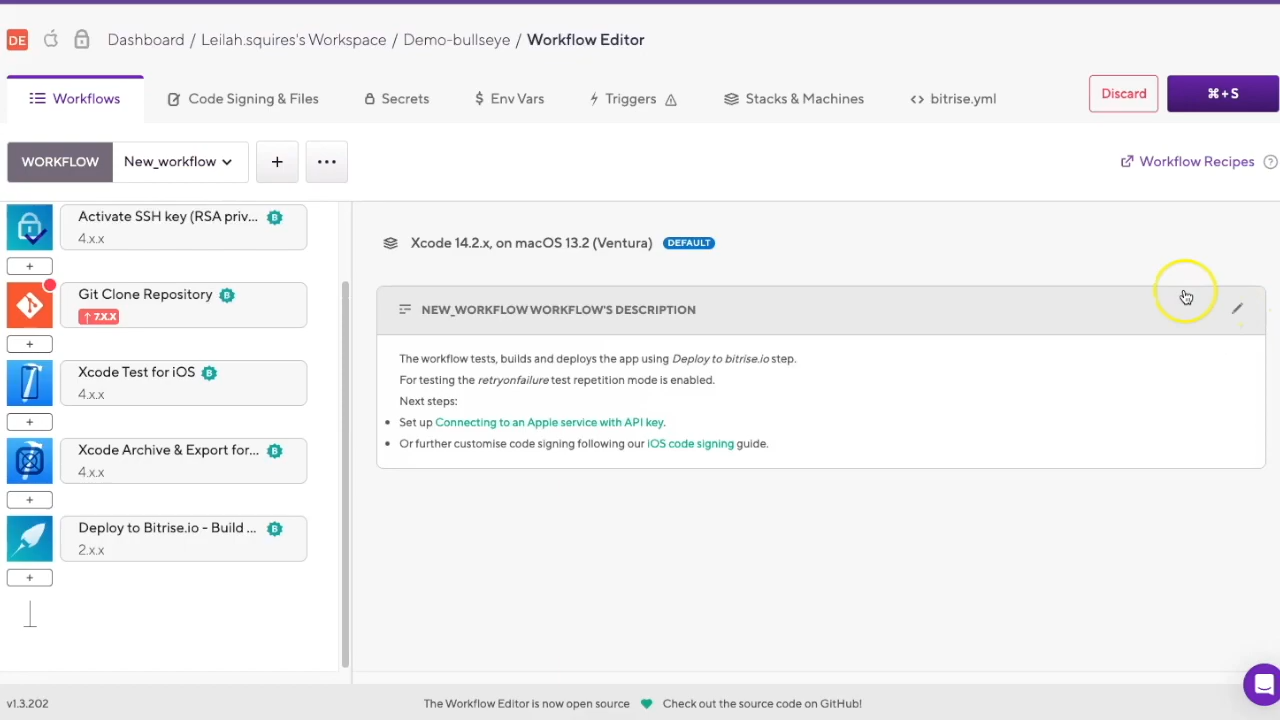 DE Dashboard / Leilah.squires's Workspace / Demo-bullseye / Workflow Editor
Workflows Code Signing & Files Secrets $ Env Vars Triggers Stacks & Machines <> bitrise.yml Discard ⌘+S
WORKFLOW New_workflow + ... Workflow Recipes ?
Activate SSH key (RSA priv... B
4.x.x
+
Git Clone Repository B
↑ 7.X.X
+
Xcode Test for iOS B
4.x.x
+
Xcode Archive & Export for... B
4.x.x
+
Deploy to Bitrise.io - Build ... B
2.x.x
+
Xcode 14.2.x, on macOS 13.2 (Ventura) DEFAULT
NEW_WORKFLOW WORKFLOW'S DESCRIPTION
The workflow tests, builds and deploys the app using Deploy to bitrise.io step.
For testing the retryonfailure test repetition mode is enabled.
Next steps:
• Set up Connecting to an Apple service with API key.
• Or further customise code signing following our iOS code signing guide.
v1.3.202 The Workflow Editor is now open source Check out the source code on GitHub!